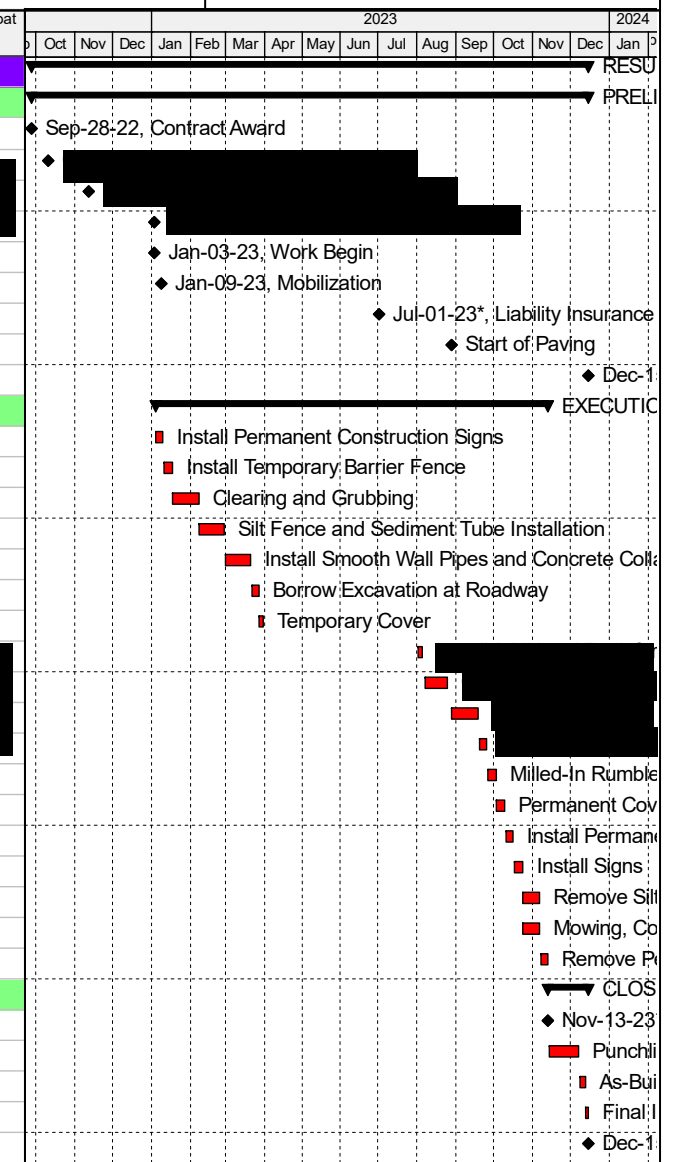 2023 2024
Oct Nov Dec Jan Feb Mar Apr May Jun Jul Aug Sep Oct Nov Dec Jan
RESU
PRELI
Sep-28-22, Contract Award
Jan-03-23, Work Begin
Jan-09-23, Mobilization
Jul-01-23*, Liability Insurance
Start of Paving
Dec-1
EXECUTIO
Install Permanent Construction Signs
Install Temporary Barrier Fence
Clearing and Grubbing
Silt Fence and Sediment Tube Installation
Install Smooth Wall Pipes and Concrete Colla
Borrow Excavation at Roadway
Temporary Cover
Milled-In Rumble
Permanent Cov
Install Permane
Install Signs
Remove Silt
Mowing, Co
Remove Pe
CLOS
Nov-13-23
Punchli
As-Bui
Final I
Dec-1